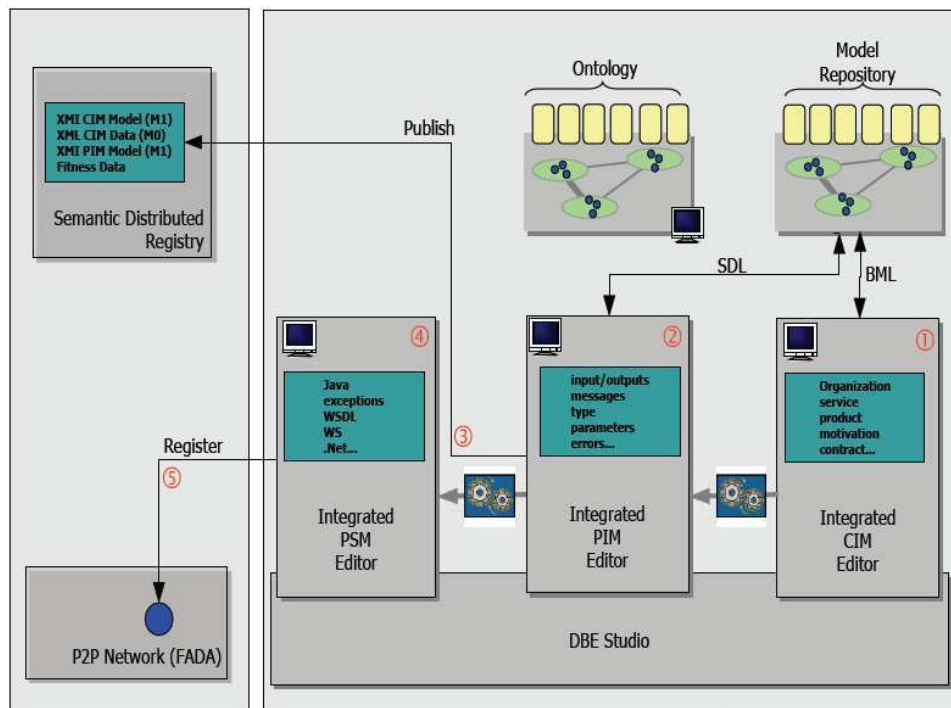 Ontology
Model
Repository
XMI CIM Model (M1)
XML CIM Data (M0)
XMI PIM Model (M1)
Fitness Data
Semantic Distributed
Registry
Publish
SDL
BML
④
Java
exceptions
WSDL
WS
.Net...
Integrated
PSM
Editor
③
②
input/outputs
messages
type
parameters
errors...
Integrated
PIM
Editor
①
Organization
service
product
motivation
contract...
Integrated
CIM
Editor
Register
⑤
P2P Network (FADA)
DBE Studio